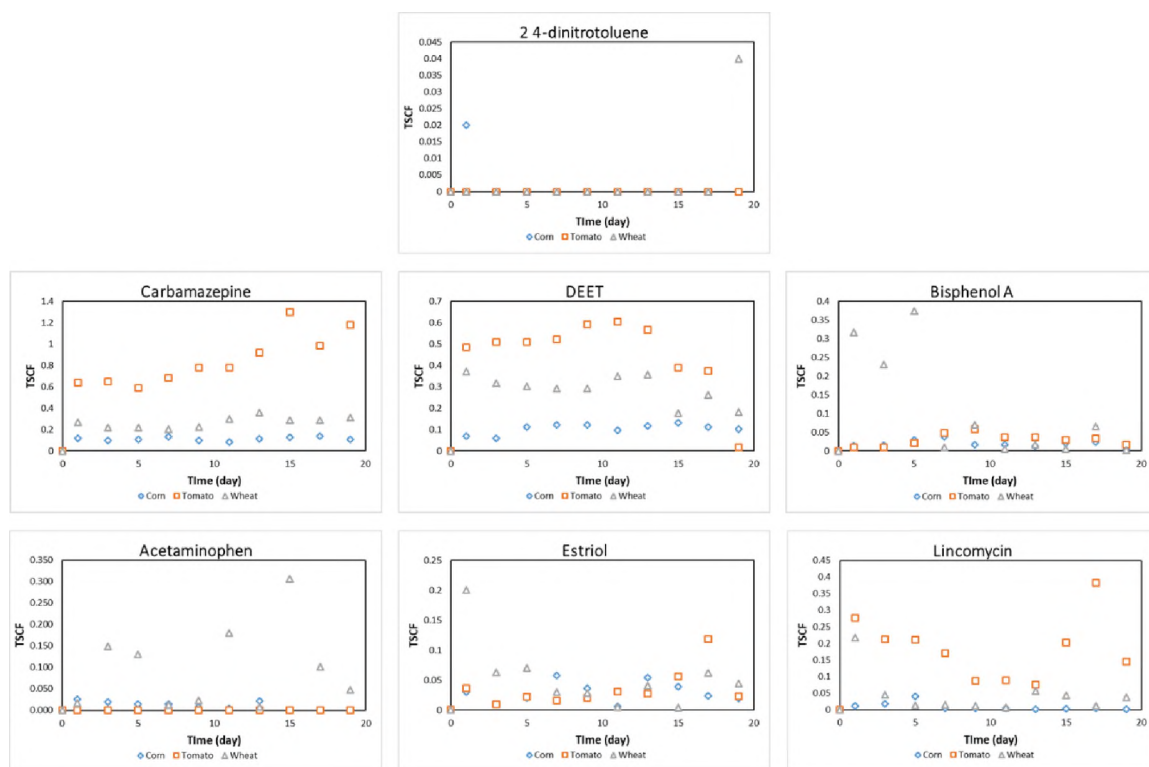 2 4-dinitrotoluene
0.045
0.04
0.035
0.03
0.025
0.02
0.015
0.01
0.005
0
TSCF
0 5 10 15 20
TIme (day)
Corn Tomato Wheat
Carbamazepine
1.4
1.2
1
0.8
0.6
0.4
0.2
0
TSCF
0 5 10 15 20
TIme (day)
Corn Tomato Wheat
DEET
0.7
0.6
0.5
0.4
0.3
0.2
0.1
0
TSCF
0 5 10 15 20
TIme (day)
Corn Tomato Wheat
Bisphenol A
0.4
0.35
0.3
0.25
0.2
0.15
0.1
0.05
0
TSCF
0 5 10 15 20
TIme (day)
Corn Tomato Wheat
Acetaminophen
0.350
0.300
0.250
0.200
0.150
0.100
0.050
0.000
TSCF
0 5 10 15 20
TIme (day)
Corn Tomato Wheat
Estriol
0.25
0.2
0.15
0.1
0.05
0
TSCF
0 5 10 15 20
TIme (day)
Corn Tomato Wheat
Lincomycin
0.45
0.4
0.35
0.3
0.25
0.2
0.15
0.1
0.05
0
TSCF
0 5 10 15 20
TIme (day)
Corn Tomato Wheat